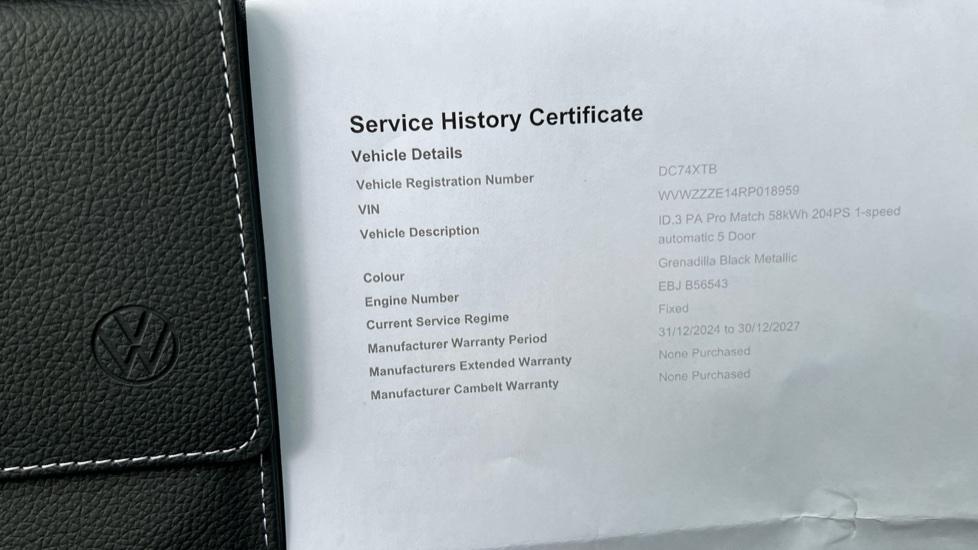 Service History Certificate
Vehicle Details
Vehicle Registration Number DC74XTB
VIN WVWZZZE14RP018959
Vehicle Description ID.3 PA Pro Match 58kWh 204PS 1-speed
automatic 5 Door
Colour Grenadilla Black Metallic
Engine Number EBJ B56543
Current Service Regime Fixed
Manufacturer Warranty Period 31/12/2024 to 30/12/2027
Manufacturers Extended Warranty None Purchased
Manufacturer Cambelt Warranty None Purchased